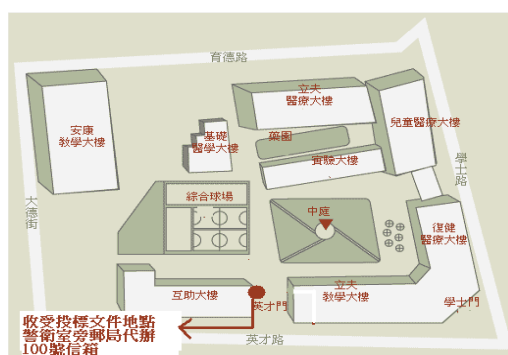 育德路
立夫
醫療大樓
兒童醫療大樓
安康
教學大樓
基礎
醫學大樓
藥園
實驗大樓
學士路
大德街
綜合球場
中庭
復健
醫療大樓
互助大樓
英才門
立夫
教學大樓
學士門
收受投標文件地點
警衛室旁郵局代辦
100號信箱
英才路